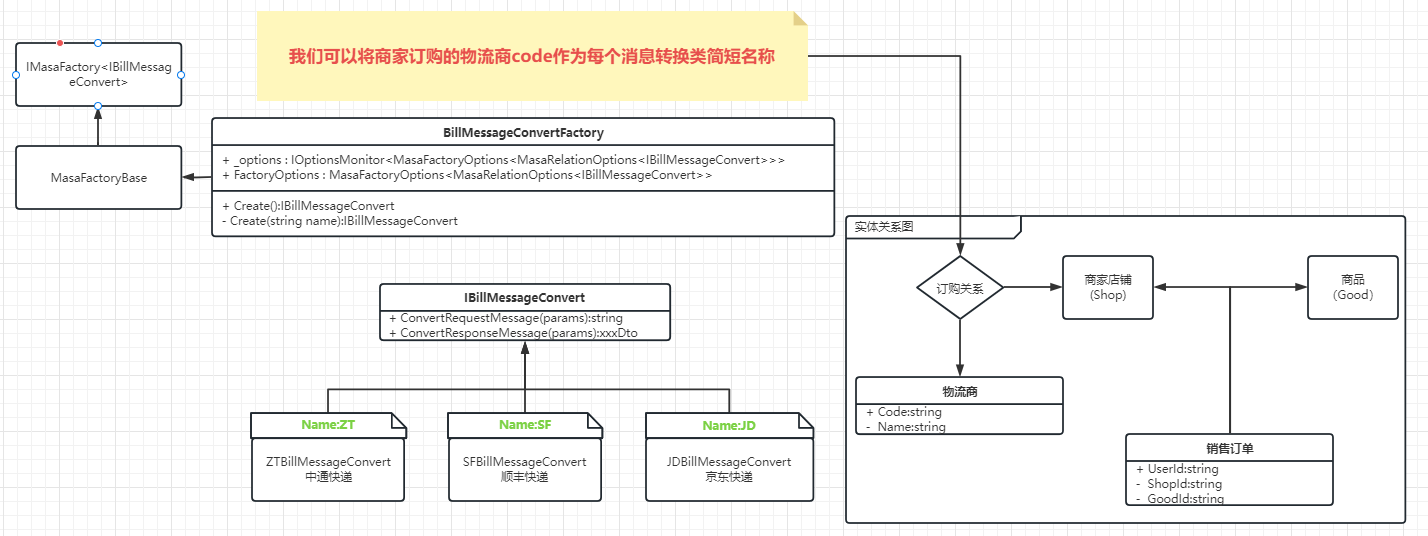 我们可以将商家订购的物流商code作为每个消息转换类简短名称
IMasaFactory<IBillMessag
eConvert>
MasaFactoryBase
BillMessageConvertFactory
+ _options : IOptionsMonitor<MasaFactoryOptions<MasaRelationOptions<IBillMessageConvert>>>
+ FactoryOptions : MasaFactoryOptions<MasaRelationOptions<IBillMessageConvert>>
+ Create():IBillMessageConvert
- Create(string name):IBillMessageConvert
IBillMessageConvert
+ ConvertRequestMessage(params):string
+ ConvertResponseMessage(params):xxxDto
Name:ZT
ZTBillMessageConvert
中通快递
Name:SF
SFBillMessageConvert
顺丰快递
Name:JD
JDBillMessageConvert
京东快递
实体关系图
订购关系
商家店铺
(Shop)
商品
(Good)
物流商
+ Code:string
- Name:string
销售订单
+ UserId:string
- ShopId:string
- GoodId:string